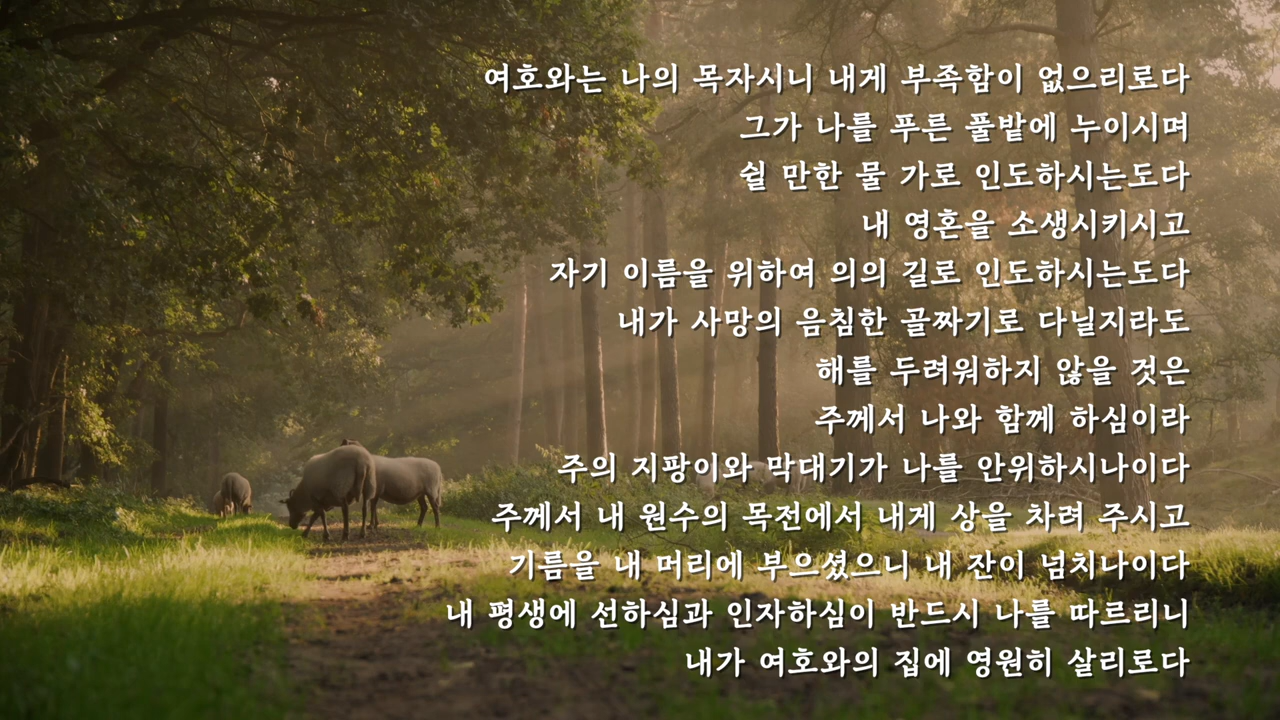 여호와는 나의 목자시니 내게 부족함이 없으리로다
그가 나를 푸른 풀밭에 누이시며
쉴 만한 물 가로 인도하시는도다
내 영혼을 소생시키시고
자기 이름을 위하여 의의 길로 인도하시는도다
내가 사망의 음침한 골짜기로 다닐지라도
해를 두려워하지 않을 것은
주께서 나와 함께 하심이라
주의 지팡이와 막대기가 나를 안위하시나이다
주께서 내 원수의 목전에서 내게 상을 차려 주시고
기름을 내 머리에 부으셨으니 내 잔이 넘치나이다
내 평생에 선하심과 인자하심이 반드시 나를 따르리니
내가 여호와의 집에 영원히 살리로다